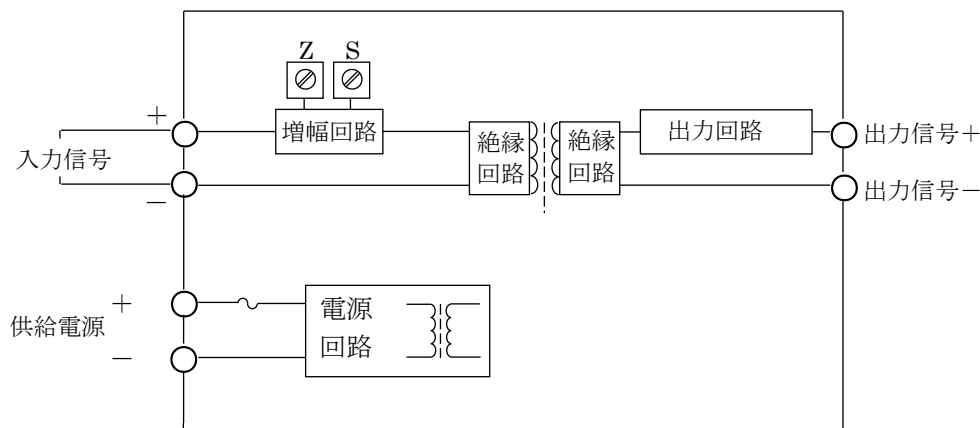 Z S
＋
増幅回路
絶縁
回路
絶縁
回路
出力回路
出力信号＋
入力信号
－
出力信号－
＋
供給電源
－
電源
回路